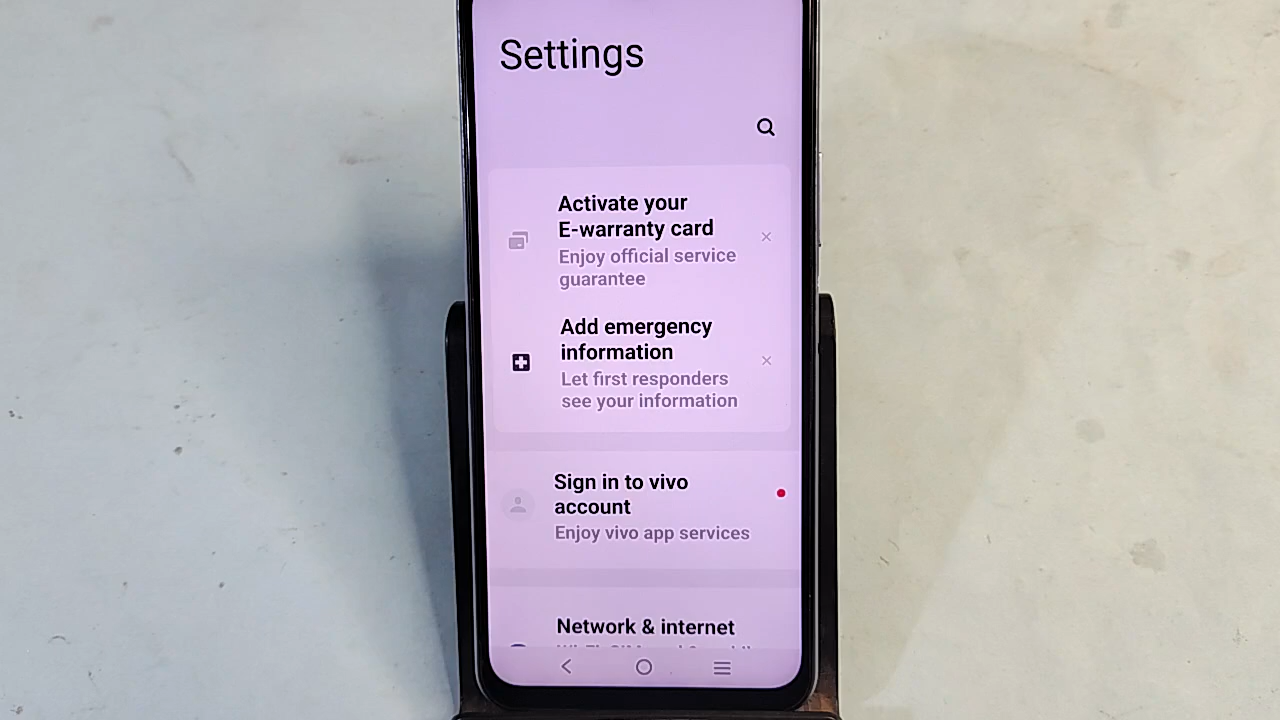 Settings
Activate your
E-warranty card
Enjoy official service
guarantee
Add emergency
information
Let first responders
see your information
Sign in to vivo
account
Enjoy vivo app services
Network & internet